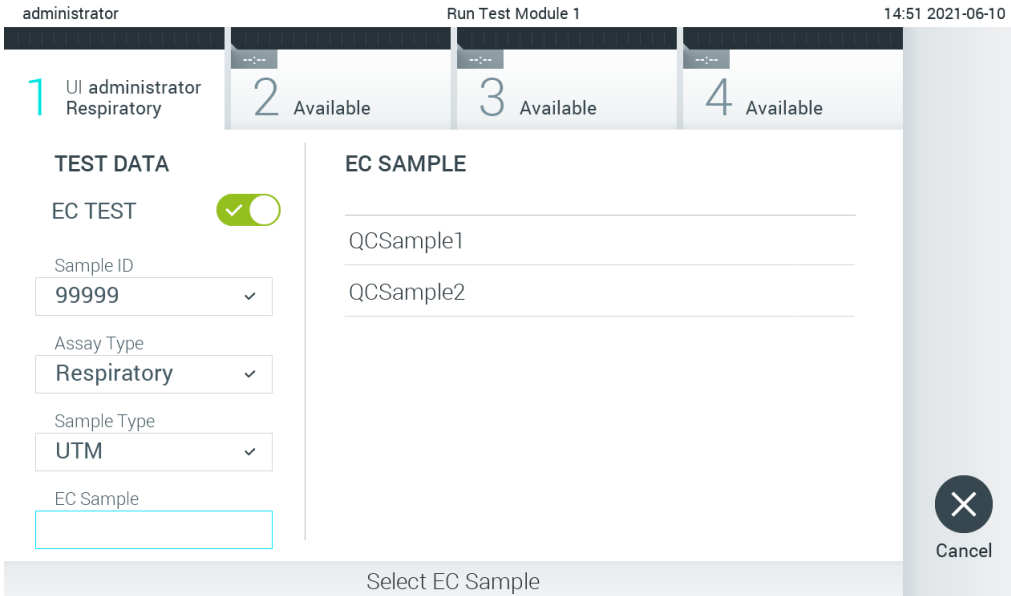 administrator Run Test Module 1 14:51 2021-06-10
--:-- --:-- --:--
1 UI administrator Respiratory
2 Available
3 Available
4 Available
TEST DATA
EC TEST
Sample ID
99999
Assay Type
Respiratory
Sample Type
UTM
EC Sample
EC SAMPLE
QCSample1
QCSample2
Cancel
Select EC Sample